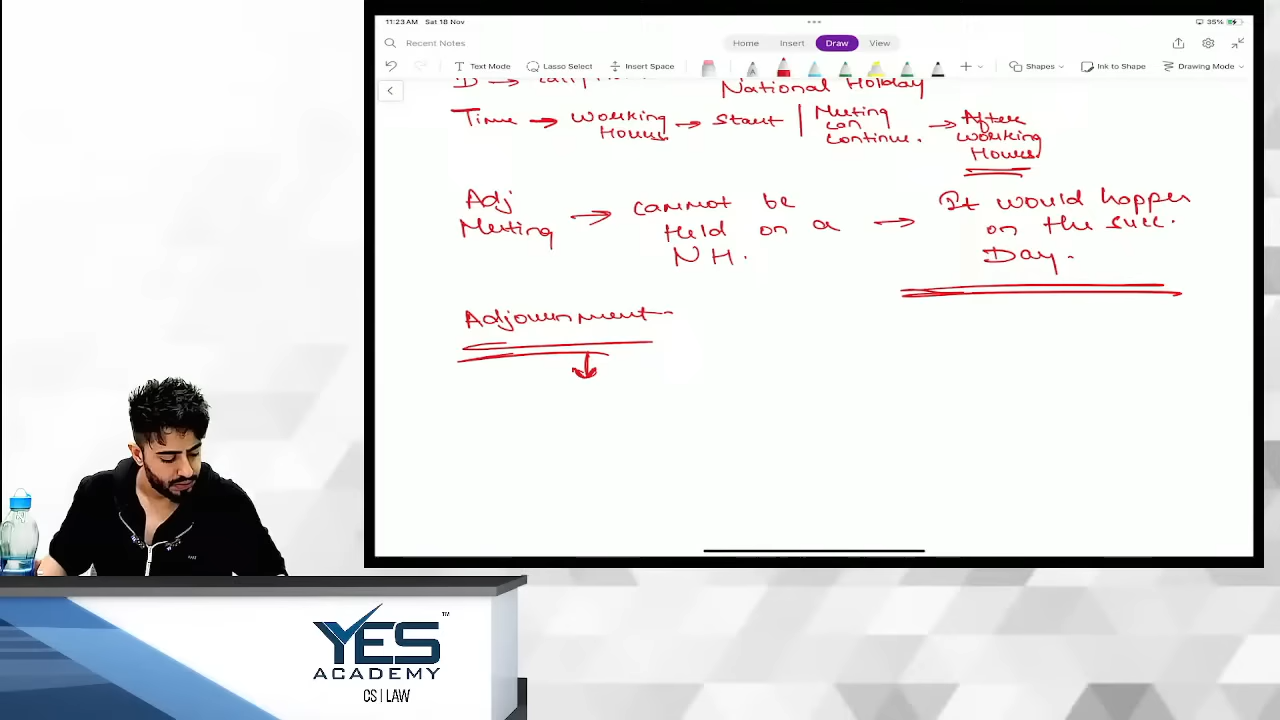 11:23 AM Sat 18 Nov
35%
Recent Notes
Home Insert Draw View
Text Mode Lasso Select Insert Space Shapes Ink to Shape Drawing Mode
National Holiday
Time → Working Hours → Start | Meeting can continue. → After Working Hours
Adj Meeting → cannot be Held on a NH. → It would happen on the succ. Day.
Adjournment
YES
TM
ACADEMY
CS | LAW